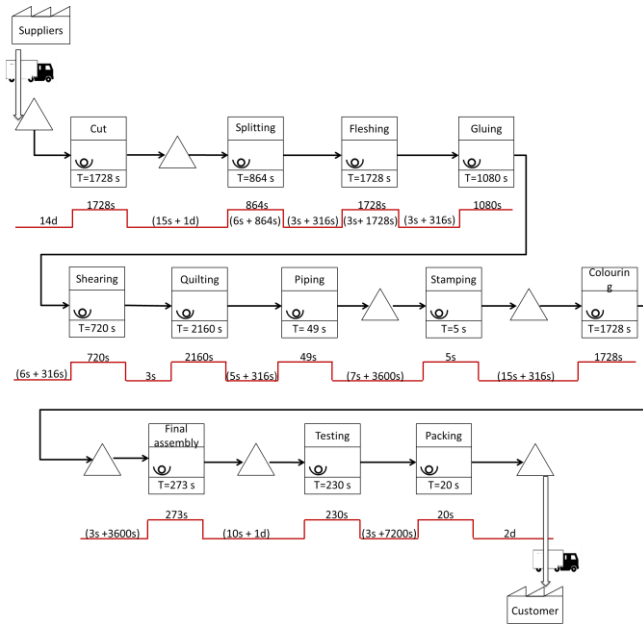 Suppliers
Cut
Splitting
Fleshing
Gluing
T=1728 s
T=864 s
T=1728 s
T=1080 s
14d
1728s
(15s + 1d)
864s
(6s + 864s)
(3s + 316s)
1728s
(3s+ 1728s)
(3s + 316s)
1080s
Shearing
Quilting
Piping
Stamping
Colourin
g
T=720 s
T= 2160 s
T= 49 s
T=5 s
T=1728 s
(6s + 316s)
720s
3s
2160s
(5s + 316s)
49s
(7s + 3600s)
5s
(15s + 316s)
1728s
Final
assembly
Testing
Packing
T=273 s
T=230 s
T=20 s
(3s +3600s)
273s
(10s + 1d)
230s
(3s +7200s)
20s
2d
Customer